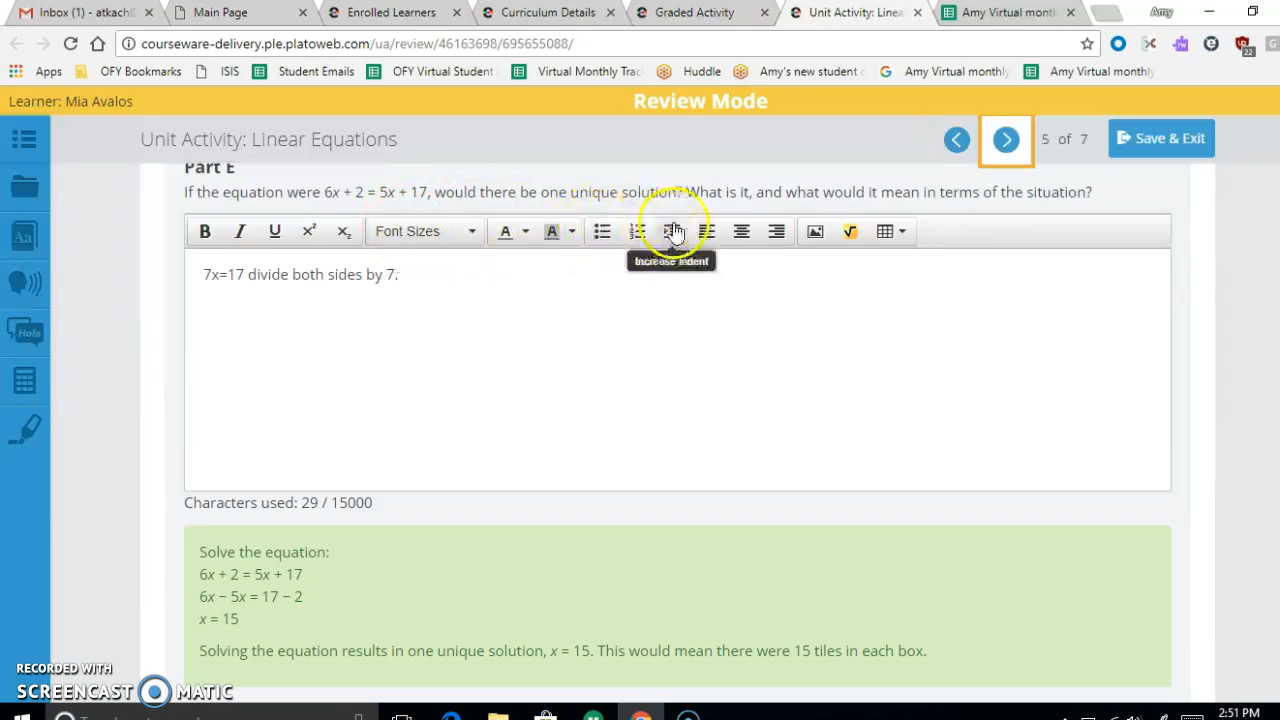 Inbox (1) - atkach
Main Page
Enrolled Learners
Curriculum Details
Graded Activity
Unit Activity: Linea
Amy Virtual mont
Amy
courseware-delivery.ple.platoweb.com/ua/review/46163698/695655088/
22
Apps
OFY Bookmarks
ISIS
Student Emails
OFY Virtual Student
Virtual Monthly Trac
Huddle
Amy's new student
Amy Virtual monthly
Amy Virtual monthly
Learner: Mia Avalos
Review Mode
Unit Activity: Linear Equations
5 of 7
Save & Exit
Part E
If the equation were 6x + 2 = 5x + 17, would there be one unique solution? What is it, and what would it mean in terms of the situation?
B I U x² x₂ Font Sizes A A
Increase indent
7x=17 divide both sides by 7.
Aa
Hola
Characters used: 29 / 15000
Solve the equation:
6x + 2 = 5x + 17
6x − 5x = 17 − 2
x = 15
Solving the equation results in one unique solution, x = 15. This would mean there were 15 tiles in each box.
RECORDED WITH
SCREENCAST MATIC
2:51 PM